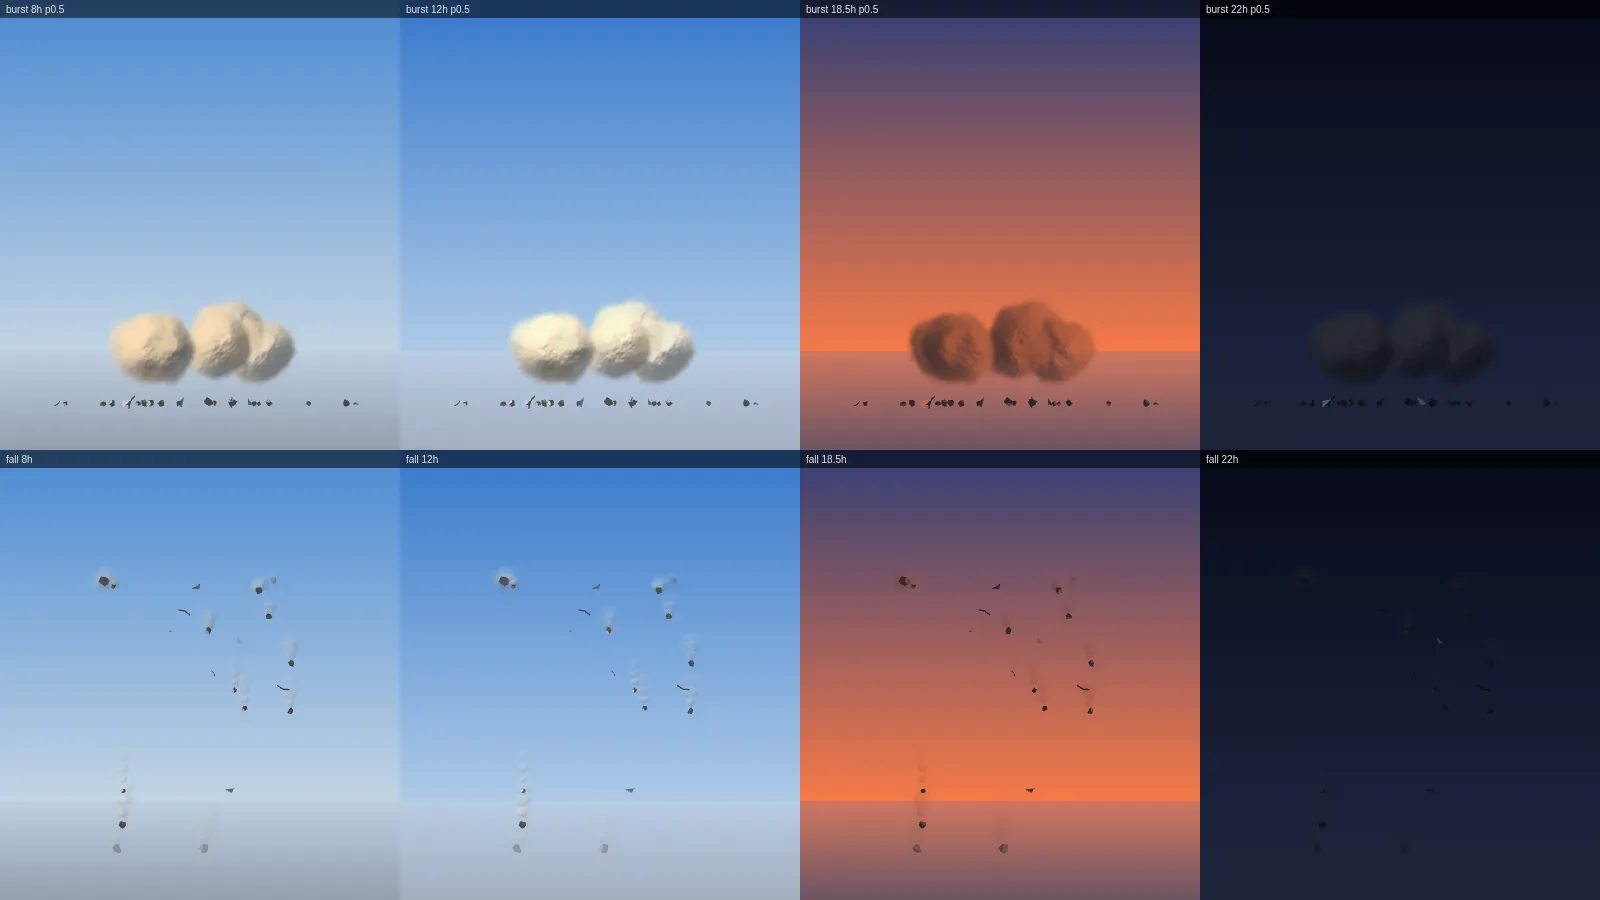 burst 8h p0.5
burst 12h p0.5
burst 18.5h p0.5
burst 22h p0.5
fall 8h
fall 12h
fall 18.5h
fall 22h